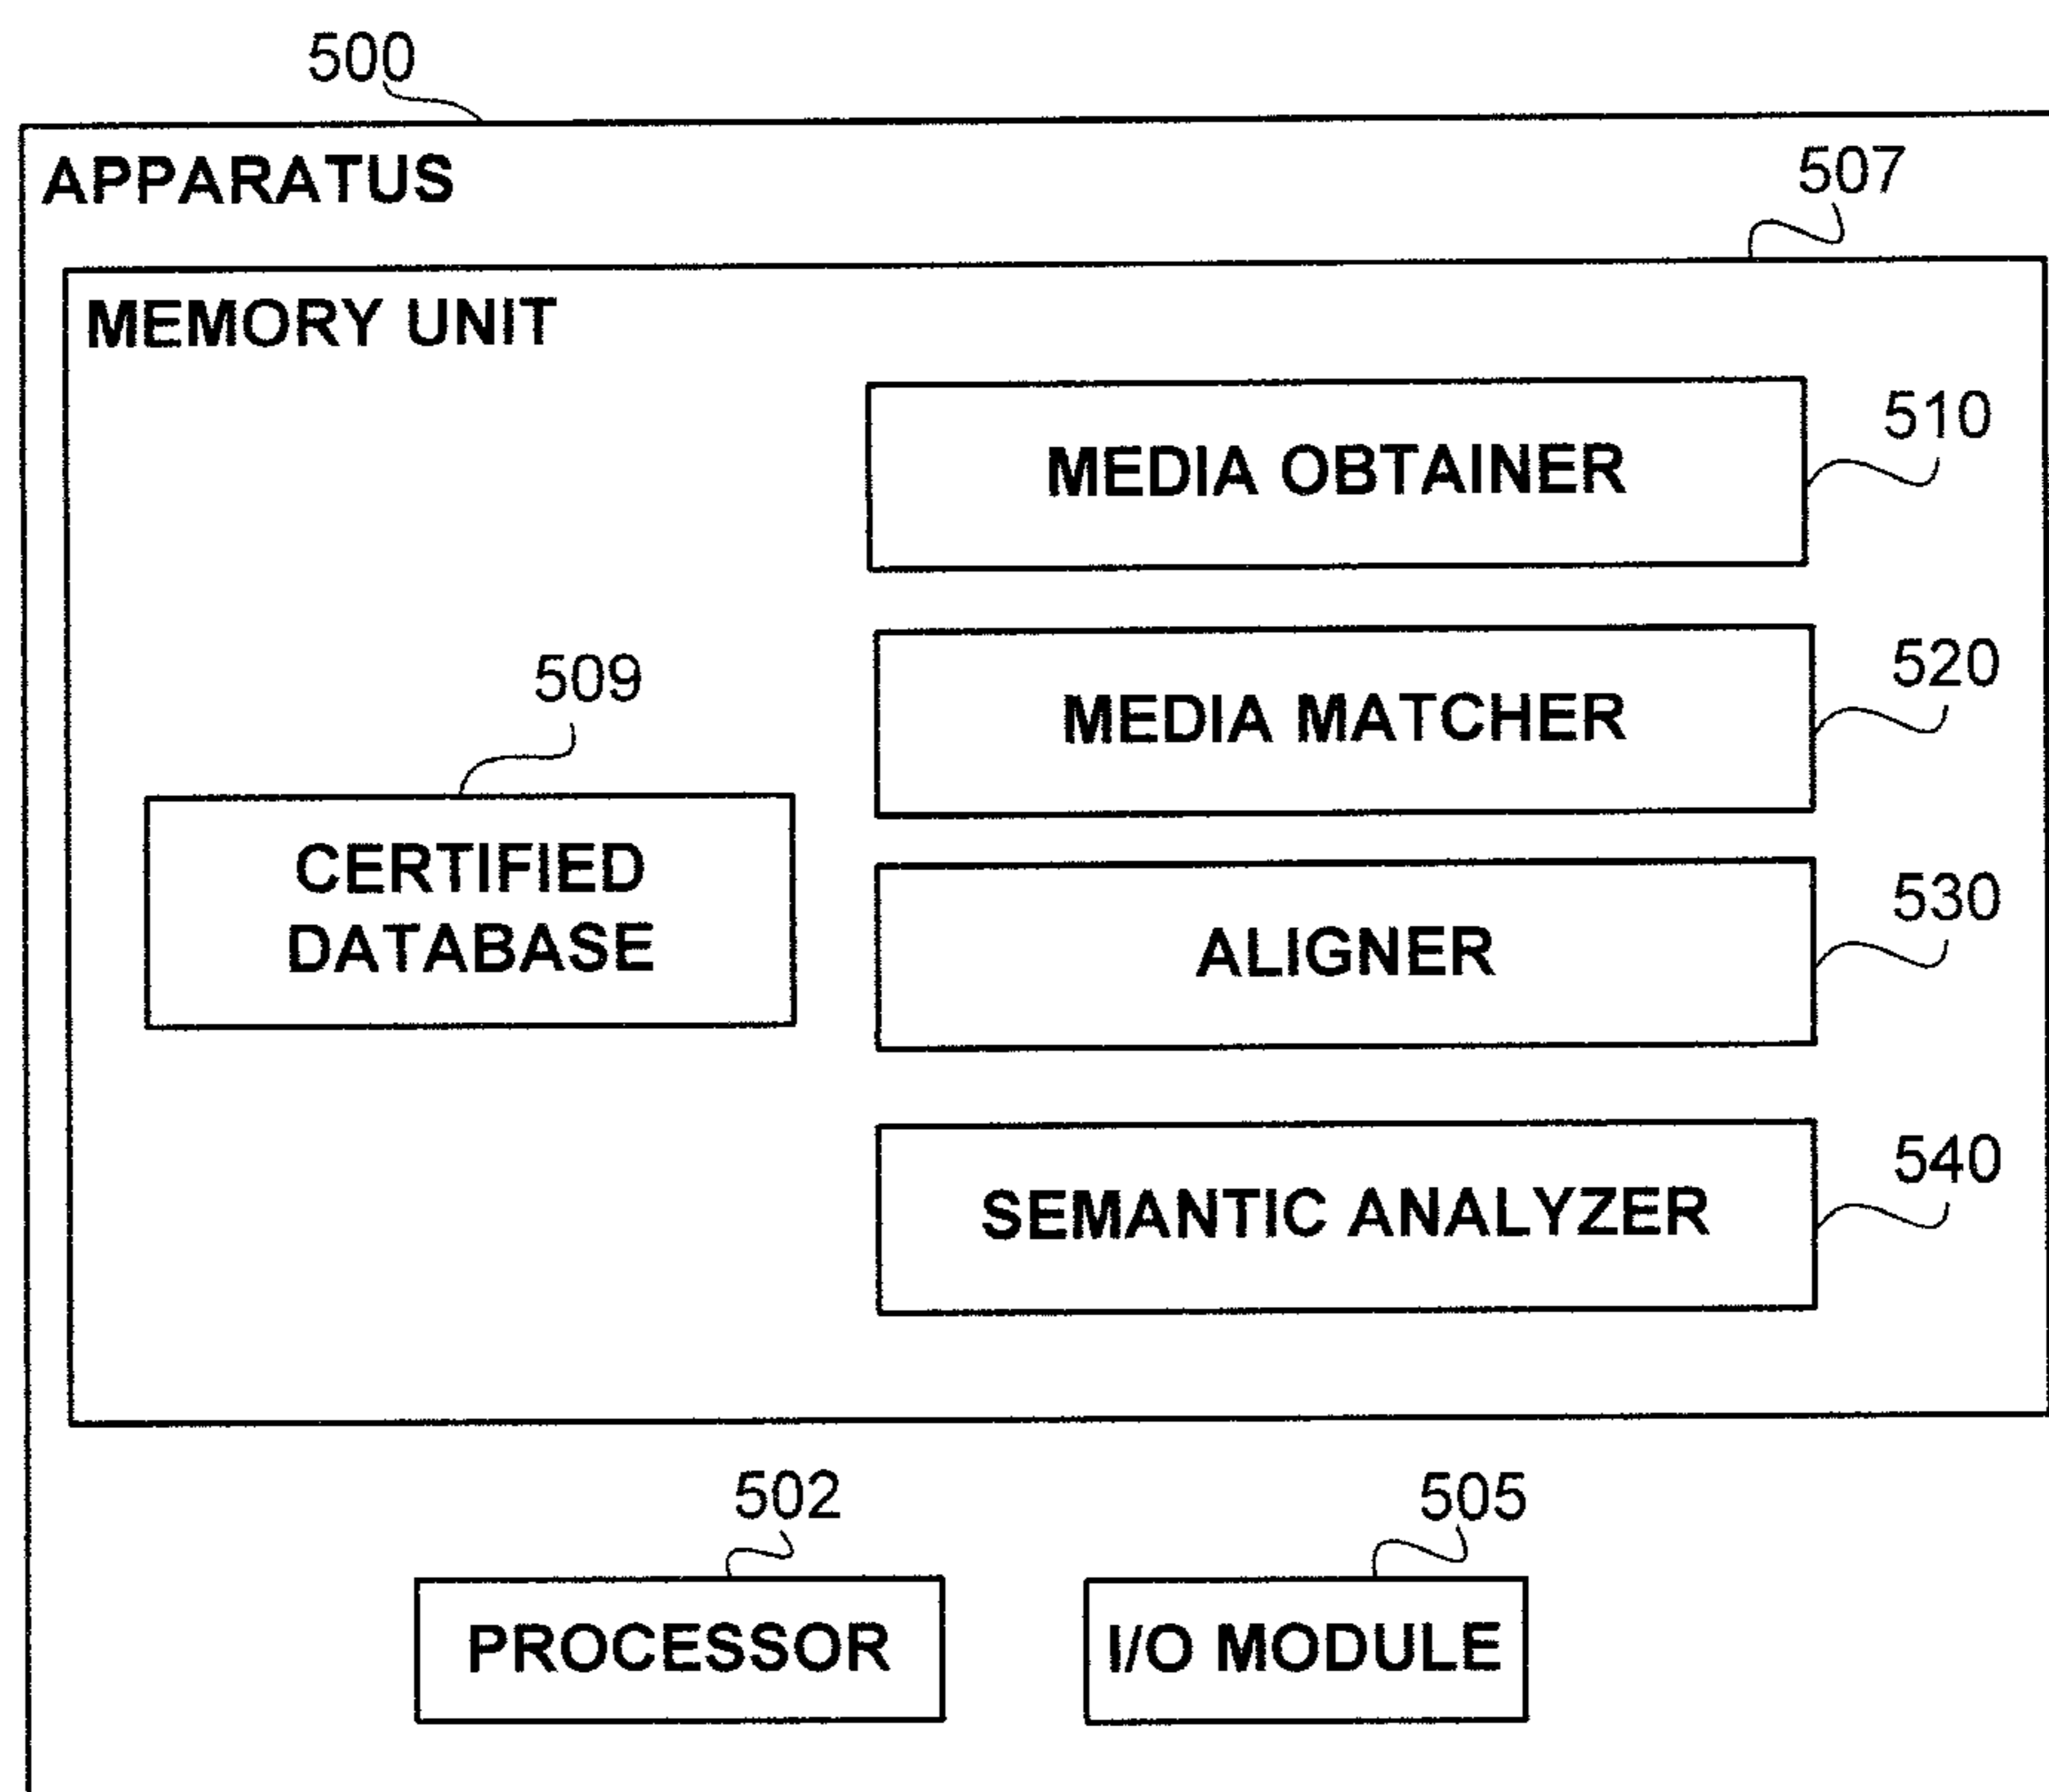 500
APPARATUS
507
MEMORY UNIT
510
MEDIA OBTAINER
520
MEDIA MATCHER
509
CERTIFIED
DATABASE
530
ALIGNER
540
SEMANTIC ANALYZER
502
PROCESSOR
505
I/O MODULE